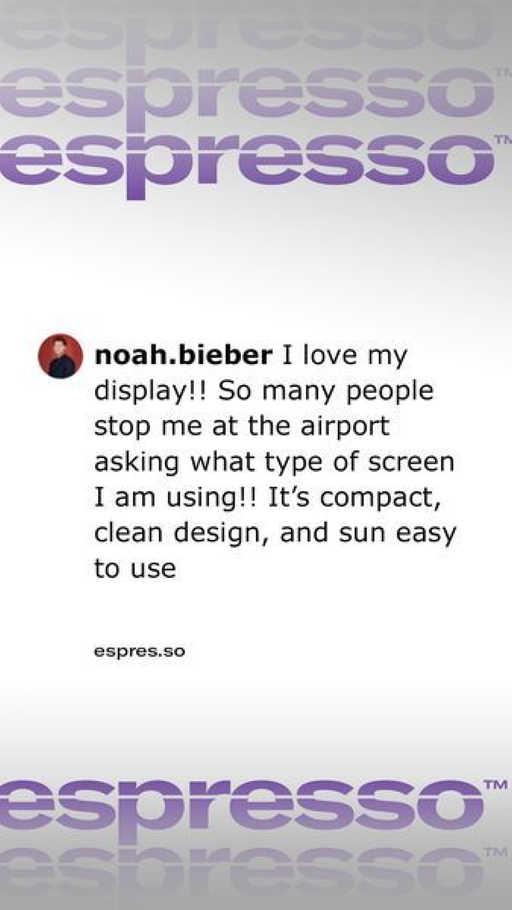 espresso
espresso™
espresso™
noah.bieber I love my
display!! So many people
stop me at the airport
asking what type of screen
I am using!! It’s compact,
clean design, and sun easy
to use
espres.so
espresso™
espresso™